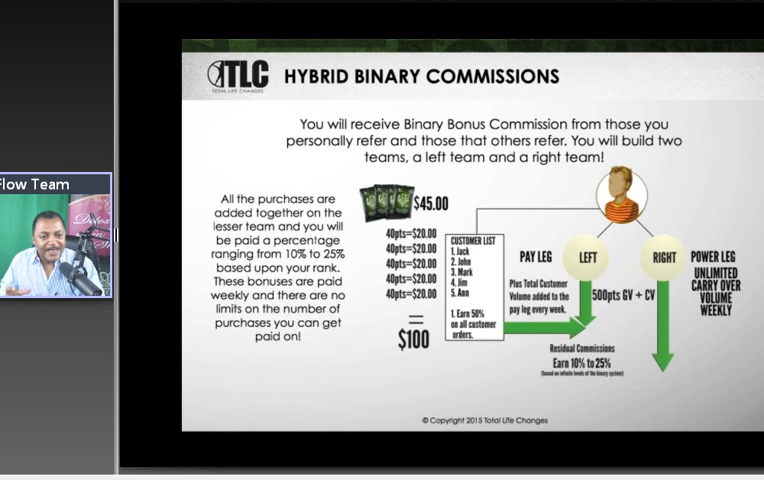 TLC
TOTAL LIFE CHANGES
HYBRID BINARY COMMISSIONS
You will receive Binary Bonus Commission from those you
personally refer and those that others refer. You will build two
teams, a left team and a right team!
Flow Team
All the purchases are
added together on the
lesser team and you will
be paid a percentage
ranging from 10% to 25%
based upon your rank.
These bonuses are paid
weekly and there are no
limits on the number of
purchases you can get
paid on!
$45.00
40pts=$20.00
40pts=$20.00
40pts=$20.00
40pts=$20.00
40pts=$20.00
=
$100
CUSTOMER LIST
1. Jack
2. John
3. Mark
4. Jim
5. Ann
1. Earn 50%
on all customer
orders.
PAY LEG
LEFT
RIGHT
POWER LEG
UNLIMITED
CARRY OVER
VOLUME
WEEKLY
Plus Total Customer
Volume added to the
pay leg every week.
500pts GV + CV
Residual Commissions
Earn 10% to 25%
(based on infinite levels of the binary system)
© Copyright 2015 Total Life Changes